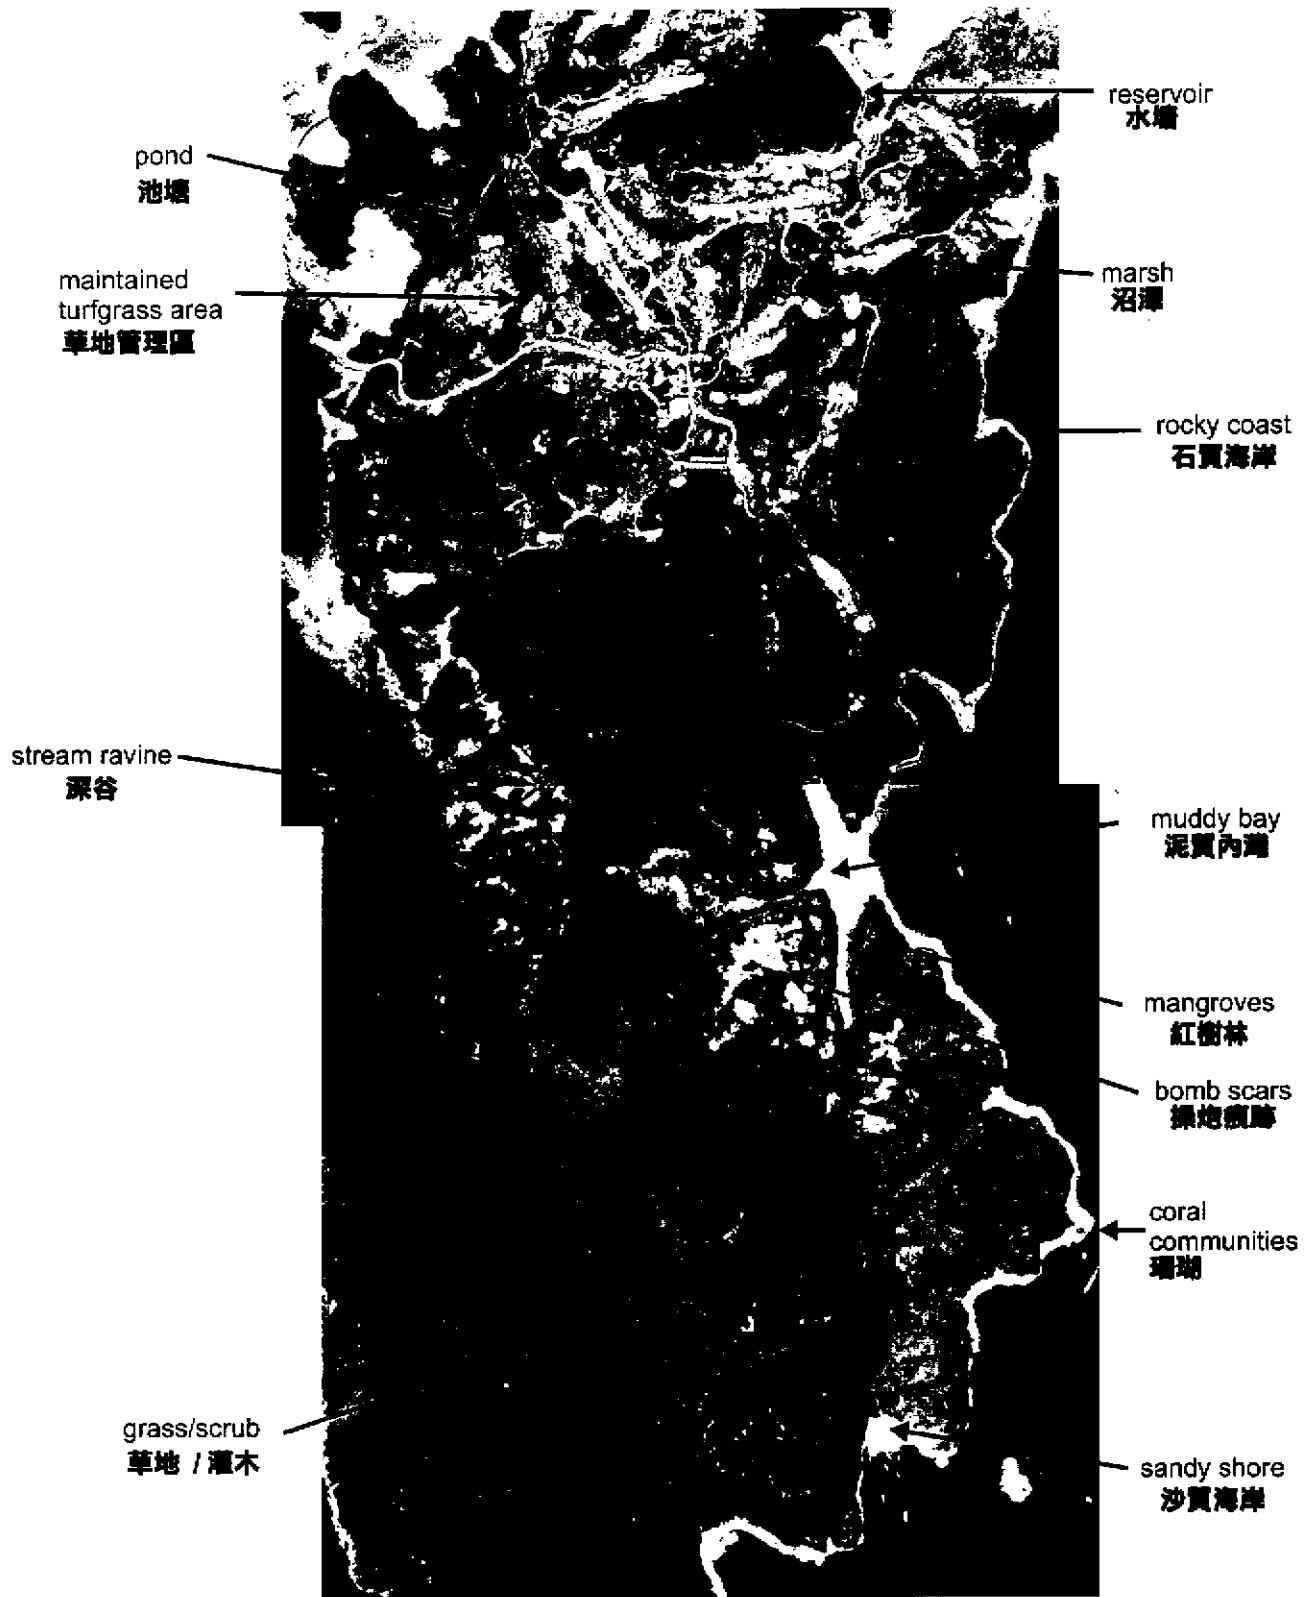 reservoir
水塘
pond
池塘
maintained
turfgrass area
草地管理區
marsh
沼澤
rocky coast
石質海岸
stream ravine
深谷
muddy bay
泥質內灣
mangroves
紅樹林
bomb scars
操炮痕跡
coral
communities
珊瑚
grass/scrub
草地 / 灌木
sandy shore
沙質海岸